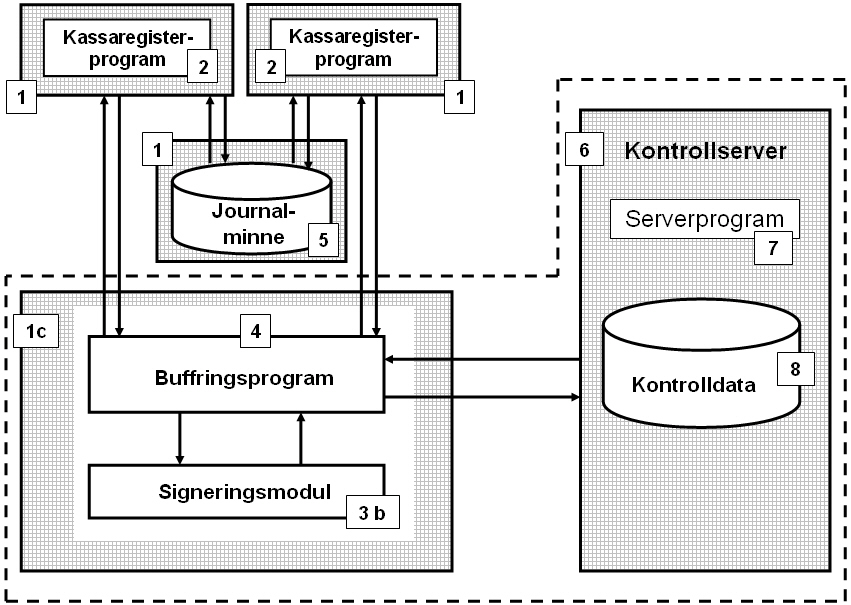 Kassaregister-
program
2
1
Kassaregister-
program
2
1
1
Journal-
minne
5
6
Kontrollserver
Serverprogram
7
8
Kontrolldata
1c
4
Buffringsprogram
Signeringsmodul
3 b